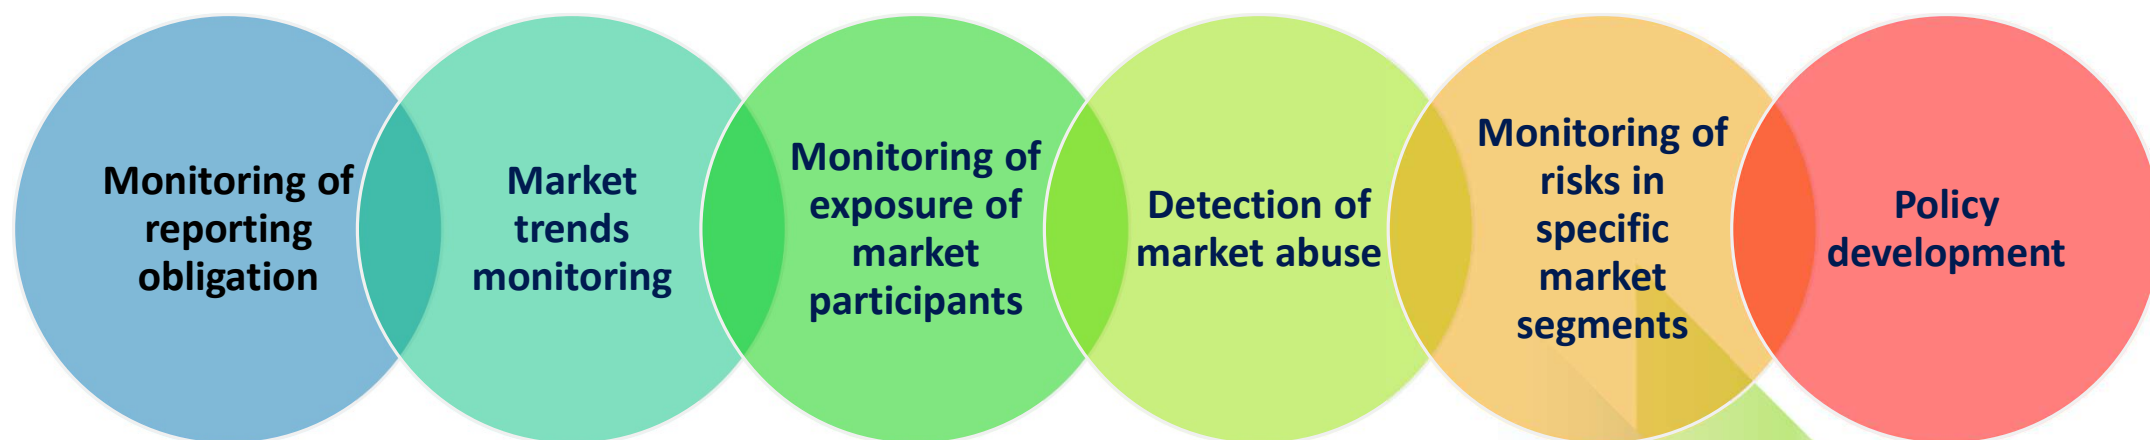 Monitoring of
reporting
obligation
Market
trends
monitoring
Monitoring of
exposure of
market
participants
Detection of
market abuse
Monitoring of
risks in
specific
market
segments
Policy
development